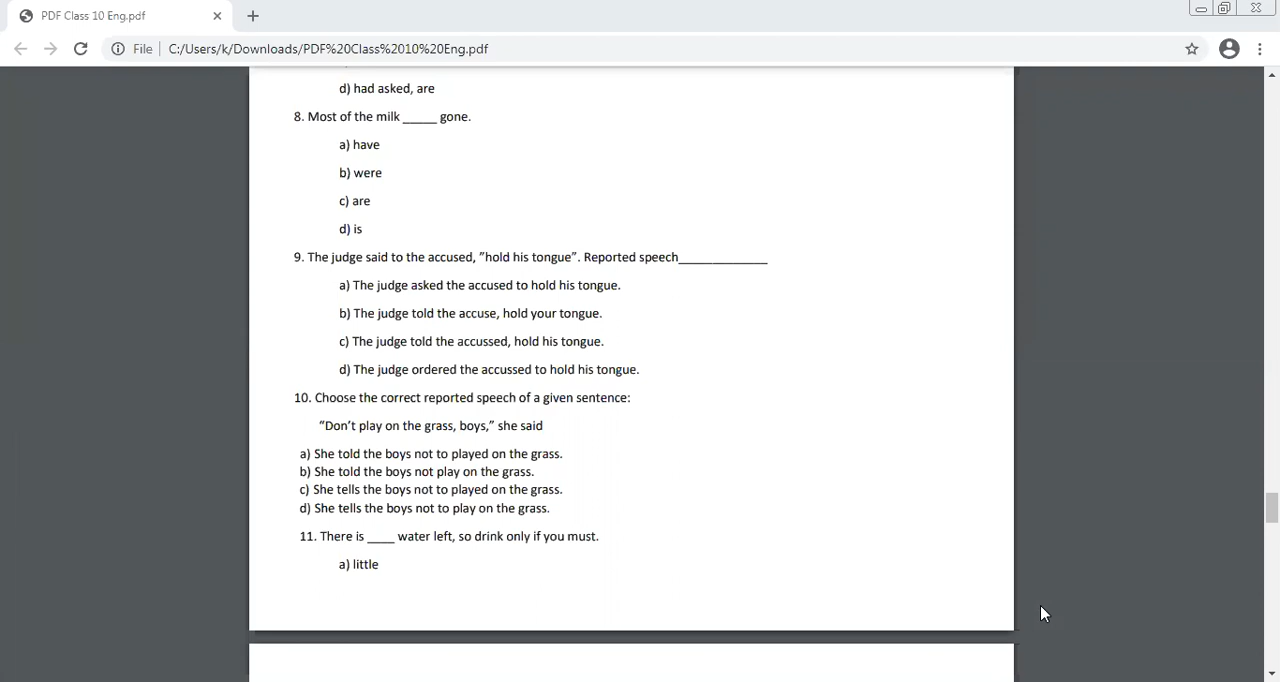 PDF Class 10 Eng.pdf
File C:/Users/k/Downloads/PDF%20Class%2010%20Eng.pdf
d) had asked, are
8. Most of the milk _____ gone.
a) have
b) were
c) are
d) is
9. The judge said to the accused, ”hold his tongue”. Reported speech______________
a) The judge asked the accused to hold his tongue.
b) The judge told the accuse, hold your tongue.
c) The judge told the accussed, hold his tongue.
d) The judge ordered the accussed to hold his tongue.
10. Choose the correct reported speech of a given sentence:
“Don’t play on the grass, boys,” she said
a) She told the boys not to played on the grass.
b) She told the boys not play on the grass.
c) She tells the boys not to played on the grass.
d) She tells the boys not to play on the grass.
11. There is ____ water left, so drink only if you must.
a) little